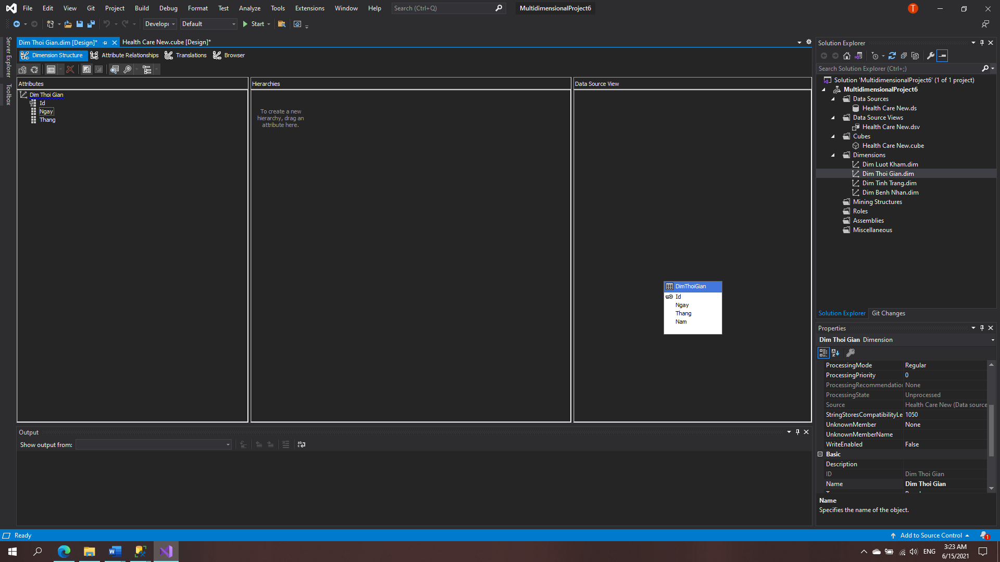 File Edit View Git Project Build Debug Format Test Analyze Tools Extensions Window Help Search (Ctrl+Q) MultidimensionalProject6 T
Developı Default Start
Server Explorer
Toolbox
Dim Thoi Gian.dim [Design]* Health Care New.cube [Design]*
Dimension Structure Attribute Relationships Translations Browser
Attributes
Dim Thoi Gian
Id
Ngay
Thang
Hierarchies
To create a new
hierarchy, drag an
attribute here.
Data Source View
DimThoiGian
Id
Ngay
Thang
Nam
Output
Show output from:
Solution Explorer
Search Solution Explorer (Ctrl+;)
Solution 'MultidimensionalProject6' (1 of 1 project)
MultidimensionalProject6
Data Sources
Health Care New.ds
Data Source Views
Health Care New.dsv
Cubes
Health Care New.cube
Dimensions
Dim Luot Kham.dim
Dim Thoi Gian.dim
Dim Tinh Trang.dim
Dim Benh Nhan.dim
Mining Structures
Roles
Assemblies
Miscellaneous
Solution Explorer Git Changes
Properties
Dim Thoi Gian Dimension
ProcessingMode Regular
ProcessingPriority 0
ProcessingRecommendation None
ProcessingState Unprocessed
Source Health Care New (Data source
StringStoresCompatibilityLe 1050
UnknownMember None
UnknownMemberName
WriteEnabled False
Basic
Description
ID Dim Thoi Gian
Name Dim Thoi Gian
Name
Specifies the name of the object.
Ready Add to Source Control 1
ENG 3:23 AM
6/15/2021